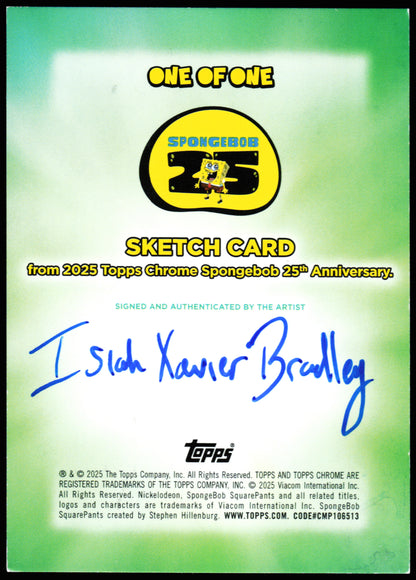 ONE OF ONE
SPONGEBOB
25
SKETCH CARD
from 2025 Topps Chrome Spongebob 25th Anniversary.
SIGNED AND AUTHENTICATED BY THE ARTIST
Isiah Xavier Bradley
Topps®
® & © 2025 The Topps Company, Inc. All Rights Reserved. TOPPS AND TOPPS CHROME ARE
REGISTERED TRADEMARKS OF THE TOPPS COMPANY, INC. © 2025 Viacom International Inc.
All Rights Reserved. Nickelodeon, SpongeBob SquarePants and all related titles,
logos and characters are trademarks of Viacom International Inc. SpongeBob
SquarePants created by Stephen Hillenburg. WWW.TOPPS.COM. CODE#CMP106513